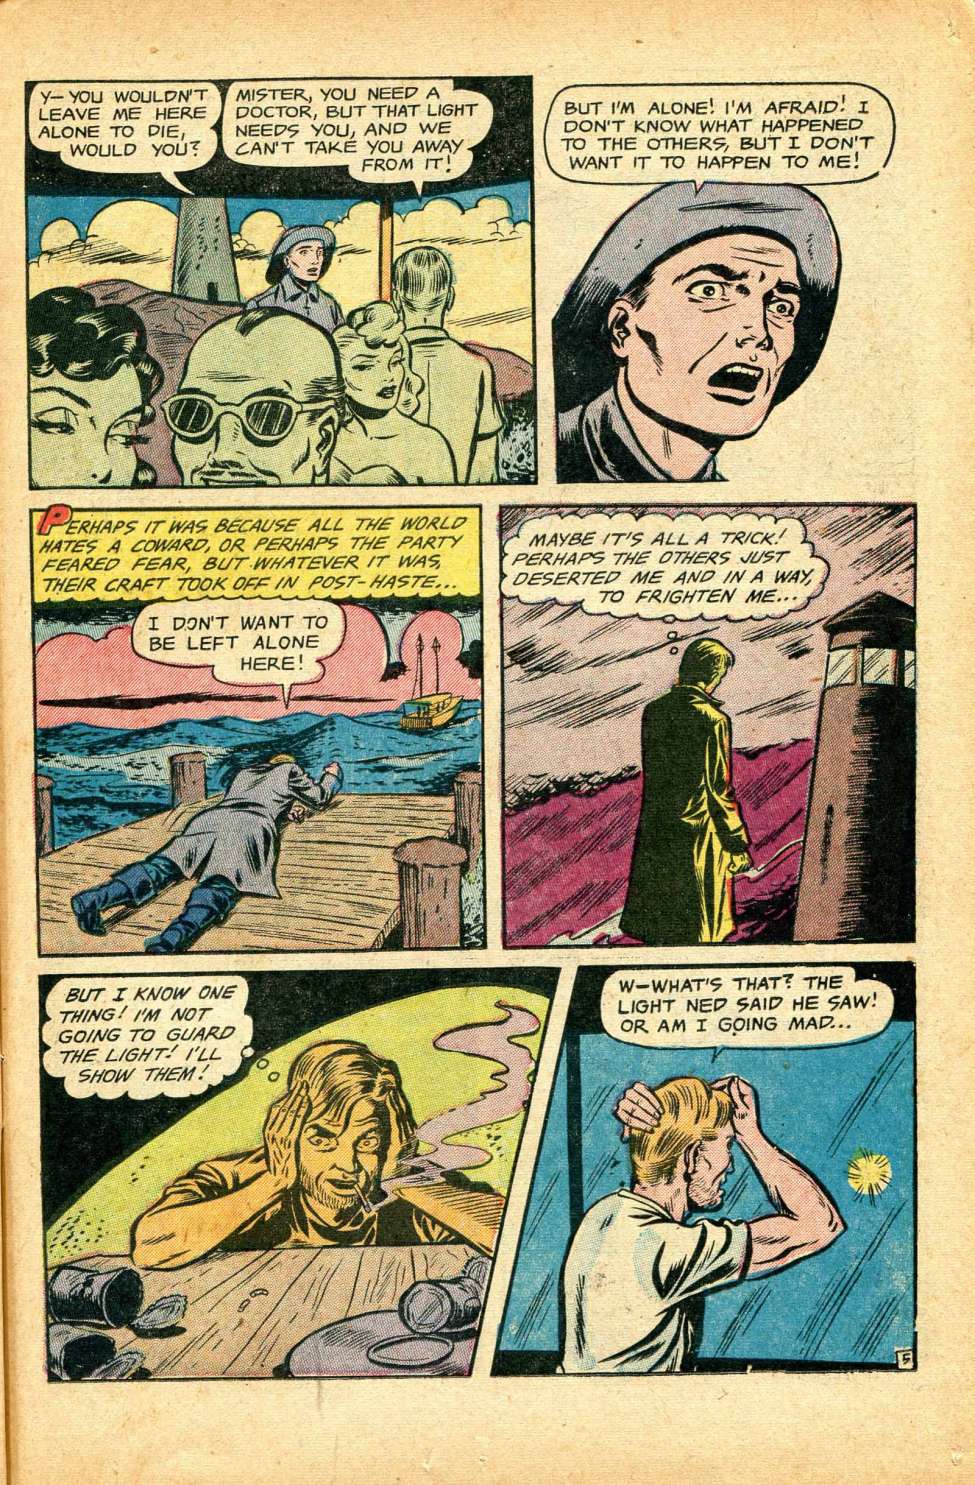 Y—YOU WOULDN'T
LEAVE ME HERE
ALONE TO DIE,
WOULD YOU?
MISTER, YOU NEED A
DOCTOR, BUT THAT LIGHT
NEEDS YOU, AND WE
CAN'T TAKE YOU AWAY
FROM IT!
BUT I'M ALONE! I'M AFRAID! I
DON'T KNOW WHAT HAPPENED
TO THE OTHERS, BUT I DON'T
WANT IT TO HAPPEN TO ME!
PERHAPS IT WAS BECAUSE ALL THE WORLD
HATES A COWARD, OR PERHAPS THE PARTY
FEARED FEAR, BUT WHATEVER IT WAS,
THEIR CRAFT TOOK OFF IN POST-HASTE...
I DON'T WANT TO
BE LEFT ALONE
HERE!
MAYBE IT'S ALL A TRICK!
PERHAPS THE OTHERS JUST
DESERTED ME AND IN A WAY,
TO FRIGHTEN ME...
BUT I KNOW ONE
THING! I'M NOT
GOING TO GUARD
THE LIGHT! I'LL
SHOW THEM!
W—WHAT'S THAT? THE
LIGHT NED SAID HE SAW!
OR AM I GOING MAD...
5